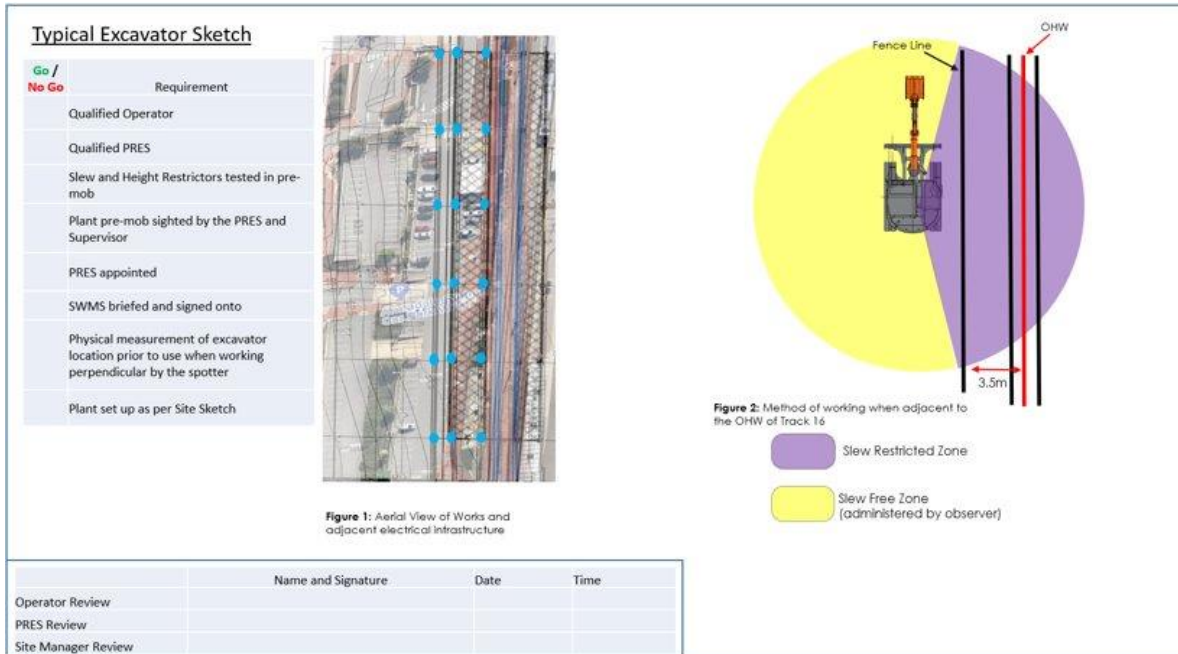 Typical Excavator Sketch
Go /
No Go
Requirement
Qualified Operator
Qualified PRES
Slew and Height Restrictors tested in pre-
mob
Plant pre-mob sighted by the PRES and
Supervisor
PRES appointed
SWMS briefed and signed onto
Physical measurement of excavator
location prior to use when working
perpendicular by the spotter
Plant set up as per Site Sketch
Figure 1: Aerial View of Works and
adjacent electrical infrastructure
OHW
Fence Line
3.5m
Figure 2: Method of working when adjacent to
the OHW of Track 16
Slew Restricted Zone
Slew Free Zone
(administered by observer)
Name and Signature Date Time
Operator Review
PRES Review
Site Manager Review